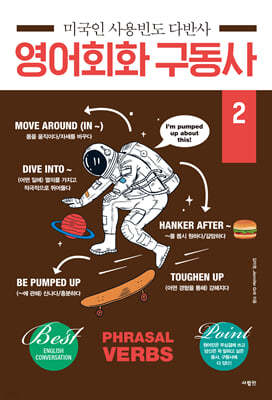 미국인 사용빈도 다반사
영어회화 구동사
2
MOVE AROUND (IN ~)
몸을 움직이다/자세를 바꾸다
I'm pumped
up about
this!
DIVE INTO ~
(어떤 일에) 열의를 가지고
적극적으로 뛰어들다
HANKER AFTER ~
~를 몹시 원하다/갈망하다
BE PUMPED UP
(~에 관해) 신나다/흥분하다
TOUGHEN UP
(어떤 경험을 통해) 강해지다
Best
ENGLISH
CONVERSATION
PHRASAL
VERBS
Point
사람in